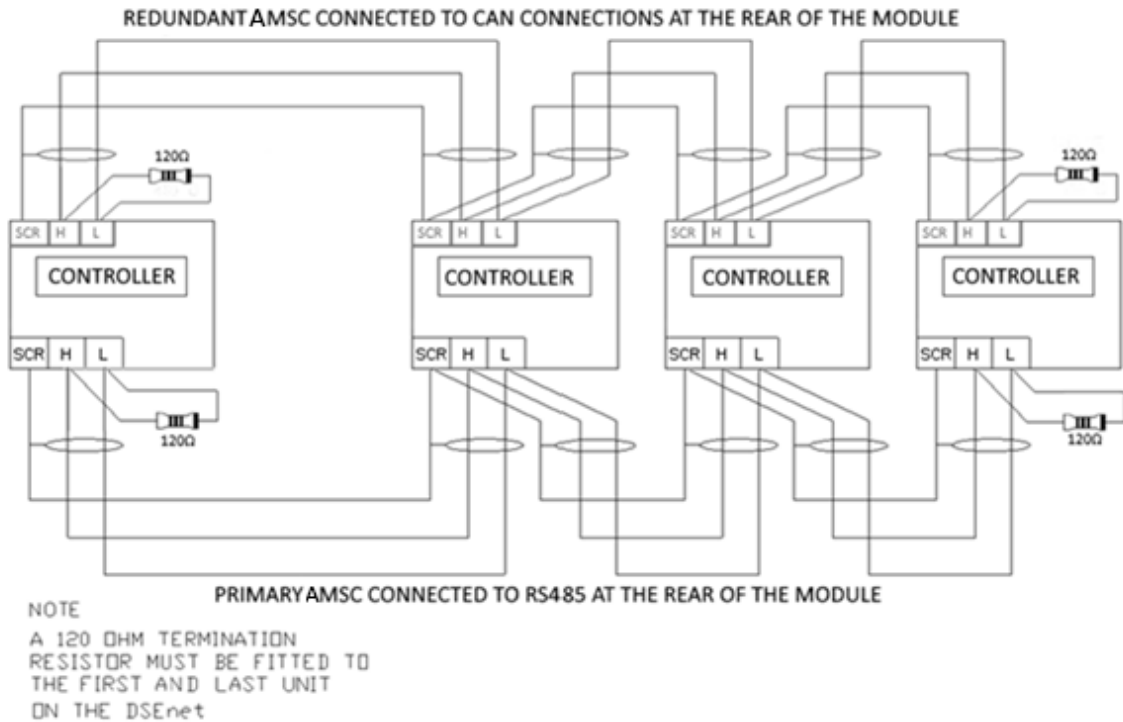 REDUNDANT AMSC CONNECTED TO CAN CONNECTIONS AT THE REAR OF THE MODULE
120Ω
120Ω
SCR H L
SCR H L
SCR H L
SCR H L
CONTROLLER
CONTROLLER
CONTROLLER
CONTROLLER
SCR H L
SCR H L
SCR H L
SCR H L
120Ω
120Ω
PRIMARY AMSC CONNECTED TO RS485 AT THE REAR OF THE MODULE
NOTE
A 120 OHM TERMINATION
RESISTOR MUST BE FITTED TO
THE FIRST AND LAST UNIT
ON THE DSEnet